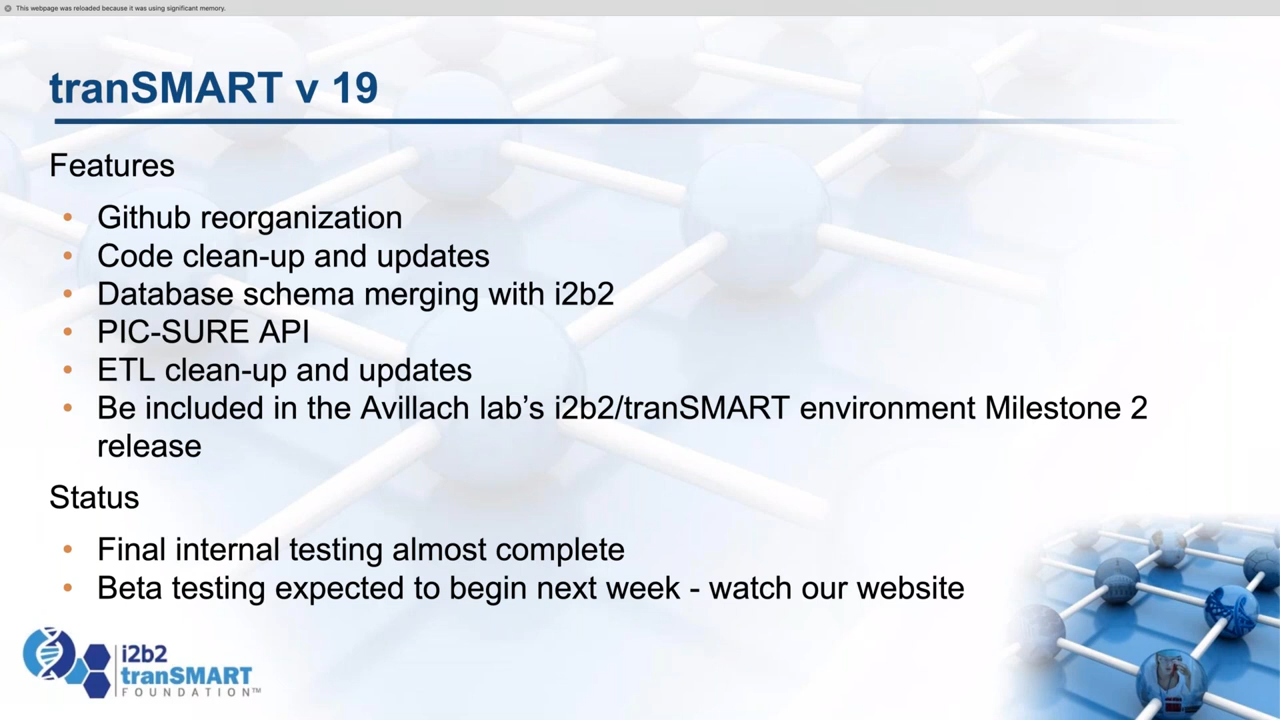 This webpage was reloaded because it was using significant memory.
tranSMART v 19
Features
• Github reorganization
• Code clean-up and updates
• Database schema merging with i2b2
• PIC-SURE API
• ETL clean-up and updates
• Be included in the Avillach lab’s i2b2/tranSMART environment Milestone 2
release
Status
• Final internal testing almost complete
• Beta testing expected to begin next week - watch our website
i2b2
tranSMART
FOUNDATION™